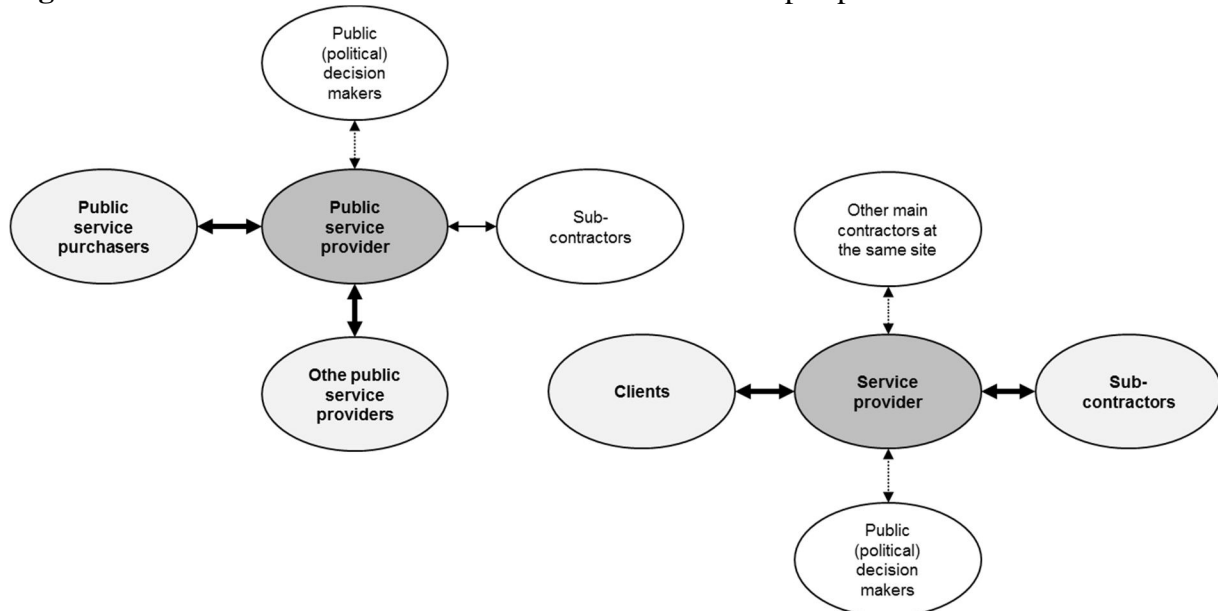 Public
(political)
decision
makers
Public
service
purchasers
Public
service
provider
Sub-
contractors
Othe public
service
providers
Other main
contractors at
the same site
Clients
Service
provider
Sub-
contractors
Public
(political)
decision
makers